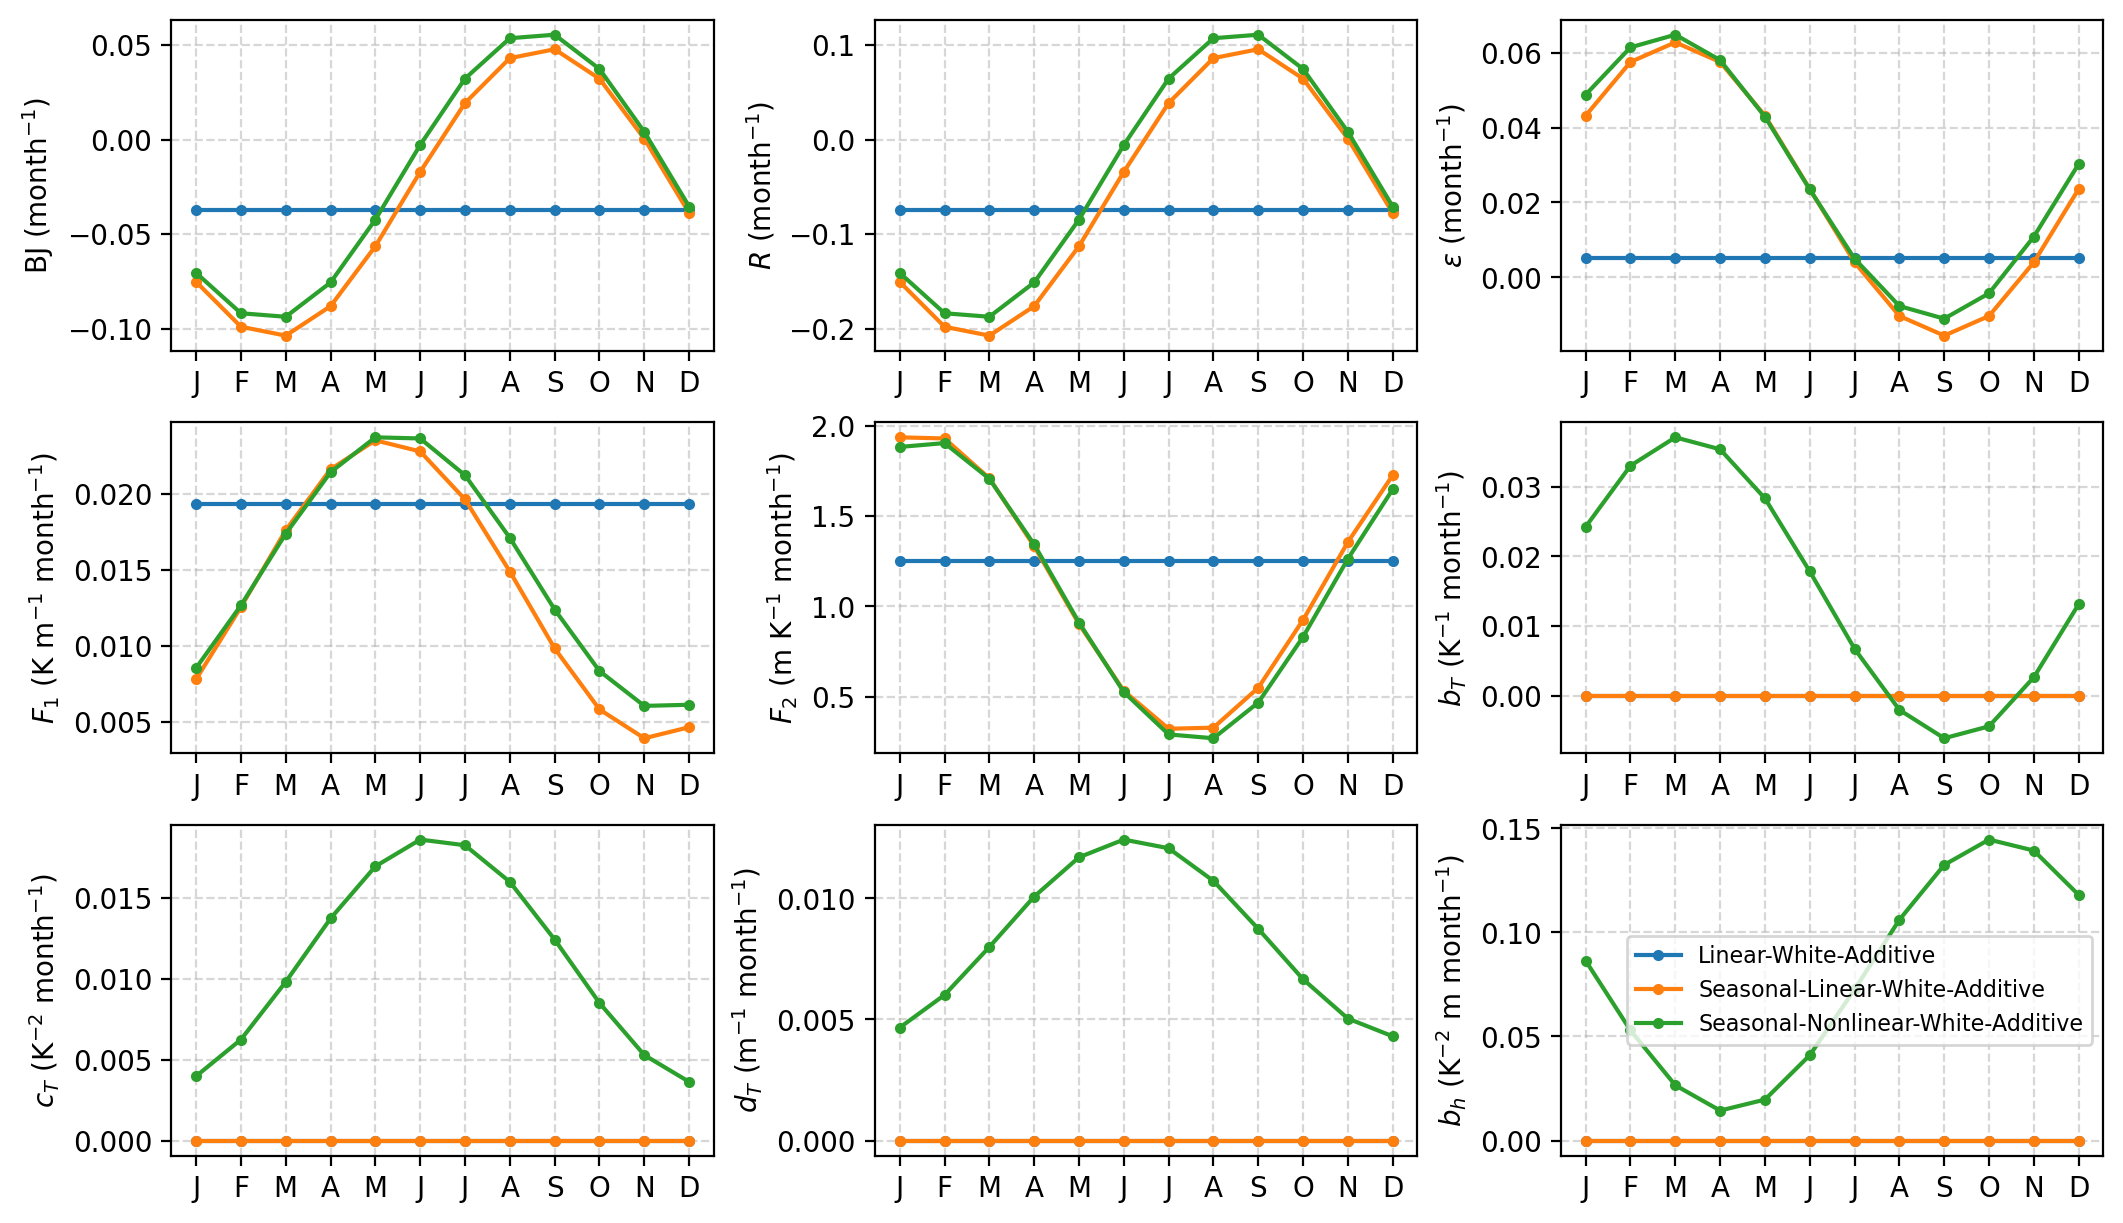 BJ (month⁻¹)
0.05
0.00
−0.05
−0.10
J F M A M J J A S O N D
R (month⁻¹)
0.1
0.0
−0.1
−0.2
J F M A M J J A S O N D
ε (month⁻¹)
0.06
0.04
0.02
0.00
J F M A M J J A S O N D
F₁ (K m⁻¹ month⁻¹)
0.020
0.015
0.010
0.005
J F M A M J J A S O N D
F₂ (m K⁻¹ month⁻¹)
2.0
1.5
1.0
0.5
J F M A M J J A S O N D
b_T (K⁻¹ month⁻¹)
0.03
0.02
0.01
0.00
J F M A M J J A S O N D
c_T (K⁻² month⁻¹)
0.015
0.010
0.005
0.000
J F M A M J J A S O N D
d_T (m⁻¹ month⁻¹)
0.010
0.005
0.000
J F M A M J J A S O N D
b_h (K⁻² m month⁻¹)
0.15
0.10
0.05
0.00
J F M A M J J A S O N D
Linear-White-Additive
Seasonal-Linear-White-Additive
Seasonal-Nonlinear-White-Additive